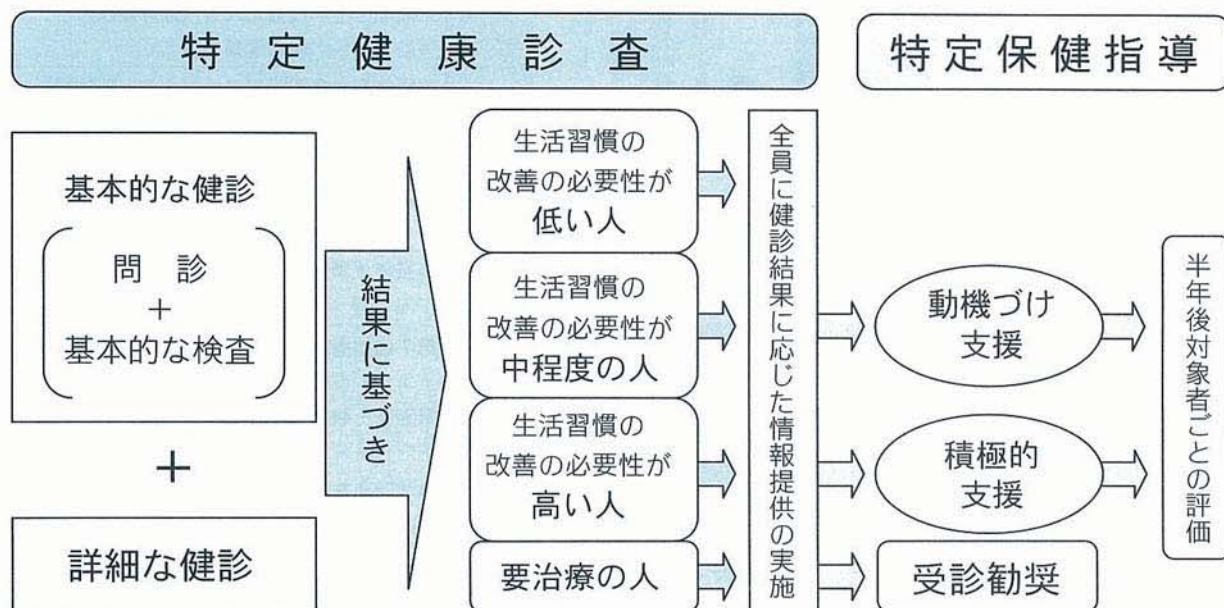 特定健康診査
特定保健指導
基本的な健診
問 診
+
基本的な検査
+
詳細な健診
結果に基づき
生活習慣の
改善の必要性が
低い人
生活習慣の
改善の必要性が
中程度の人
生活習慣の
改善の必要性が
高い人
要治療の人
全員に健診結果に応じた情報提供の実施
動機づけ
支援
積極的
支援
受診勧奨
半年後対象者ごとの評価